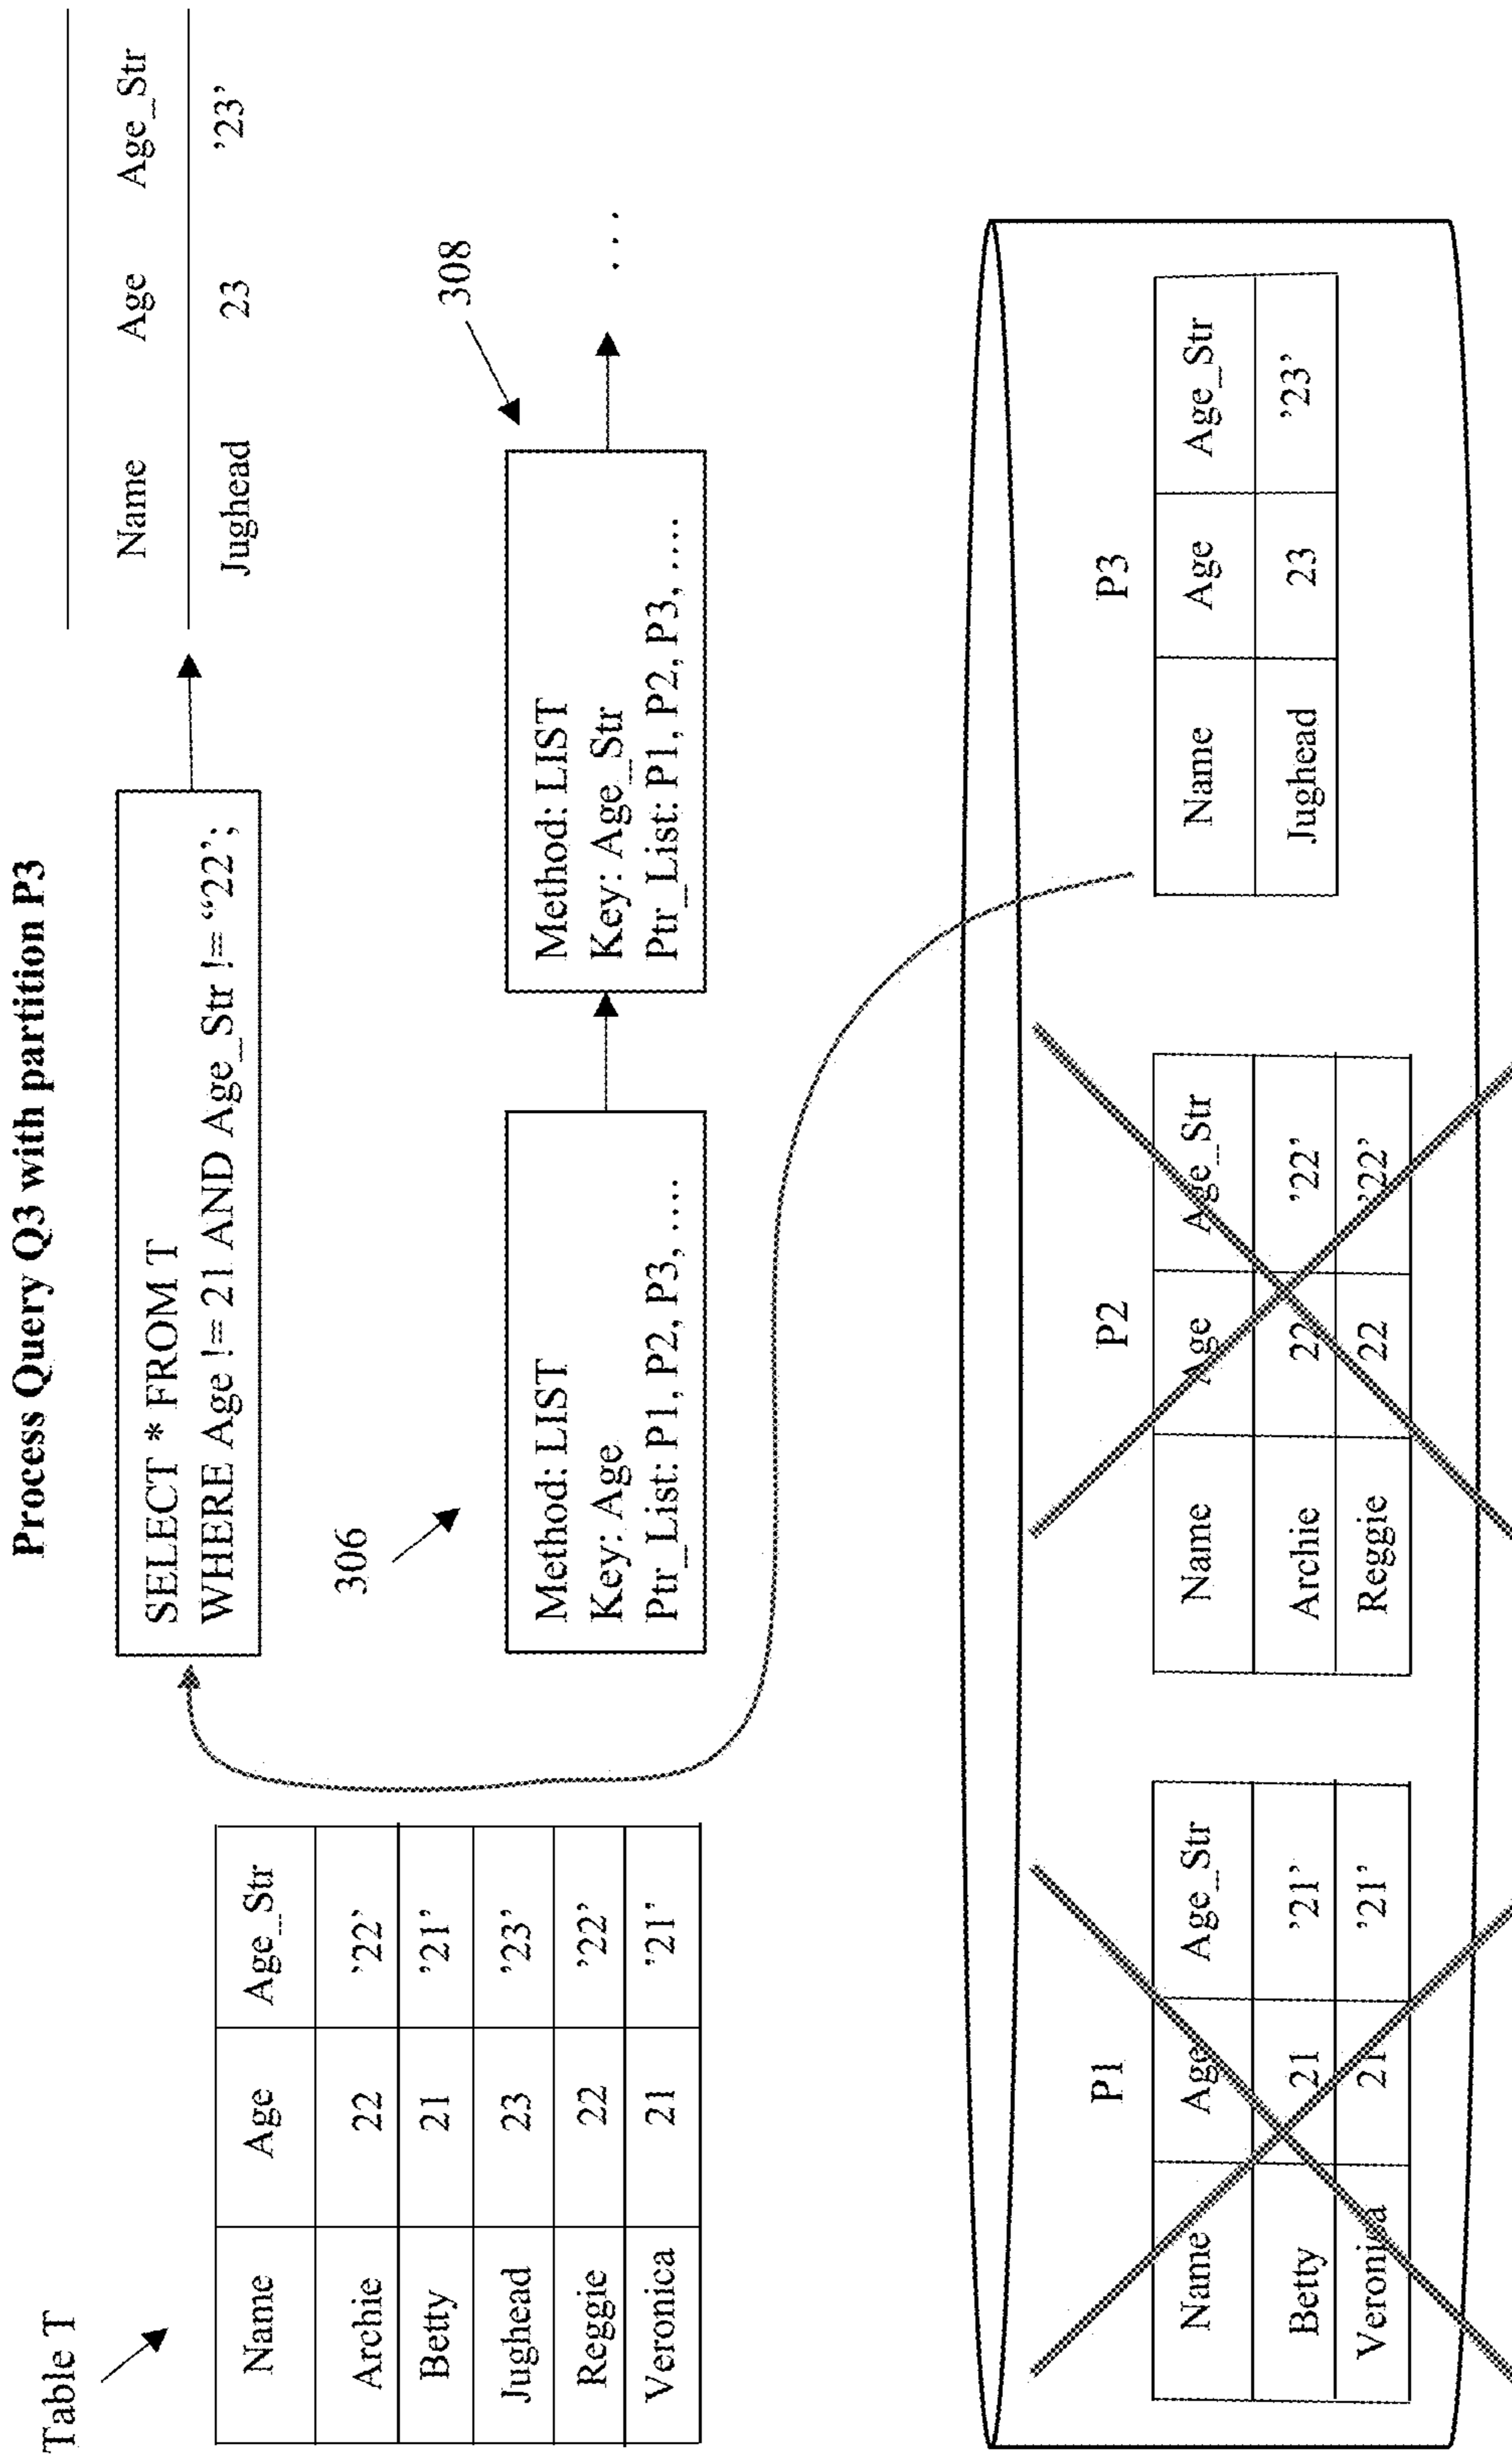 Process Query Q3 with partition P3
Table T
Name Age Age_Str
Archie 22 ’22’
Betty 21 ’21’
Jughead 23 ’23’
Reggie 22 ’22’
Veronica 21 ’21’
SELECT * FROM T
WHERE Age != 21 AND Age_Str != “22’;
Name Age Age_Str
Jughead 23 ’23’
306
Method: LIST
Key: Age
Ptr_List: P1, P2, P3, ....
308
Method: LIST
Key: Age_Str
Ptr_List: P1, P2, P3, ....
...
P1
Name Age Age_Str
Betty 21 ’21’
Veronica 21 ’21’
P2
Name Age Age_Str
Archie 22 ’22’
Reggie 22 ’22’
P3
Name Age Age_Str
Jughead 23 ’23’